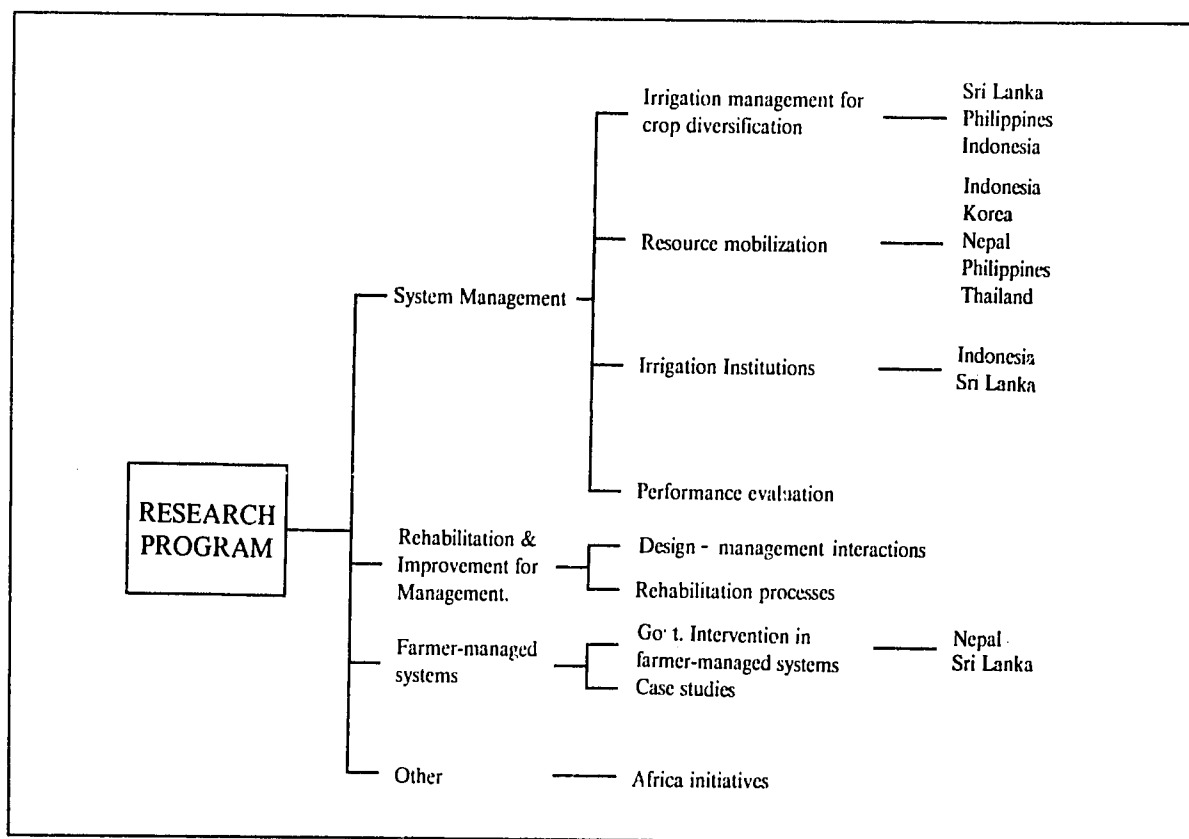 RESEARCH
PROGRAM
System Management
Irrigation management for
crop diversification
Sri Lanka
Philippines
Indonesia
Resource mobilization
Indonesia
Korea
Nepal
Philippines
Thailand
Irrigation Institutions
Indonesia
Sri Lanka
Performance evaluation
Rehabilitation &
Improvement for
Management.
Design - management interactions
Rehabilitation processes
Farmer-managed
systems
Intervention in
farmer-managed systems
Nepal
Sri Lanka
Case studies
Other
Africa initiatives